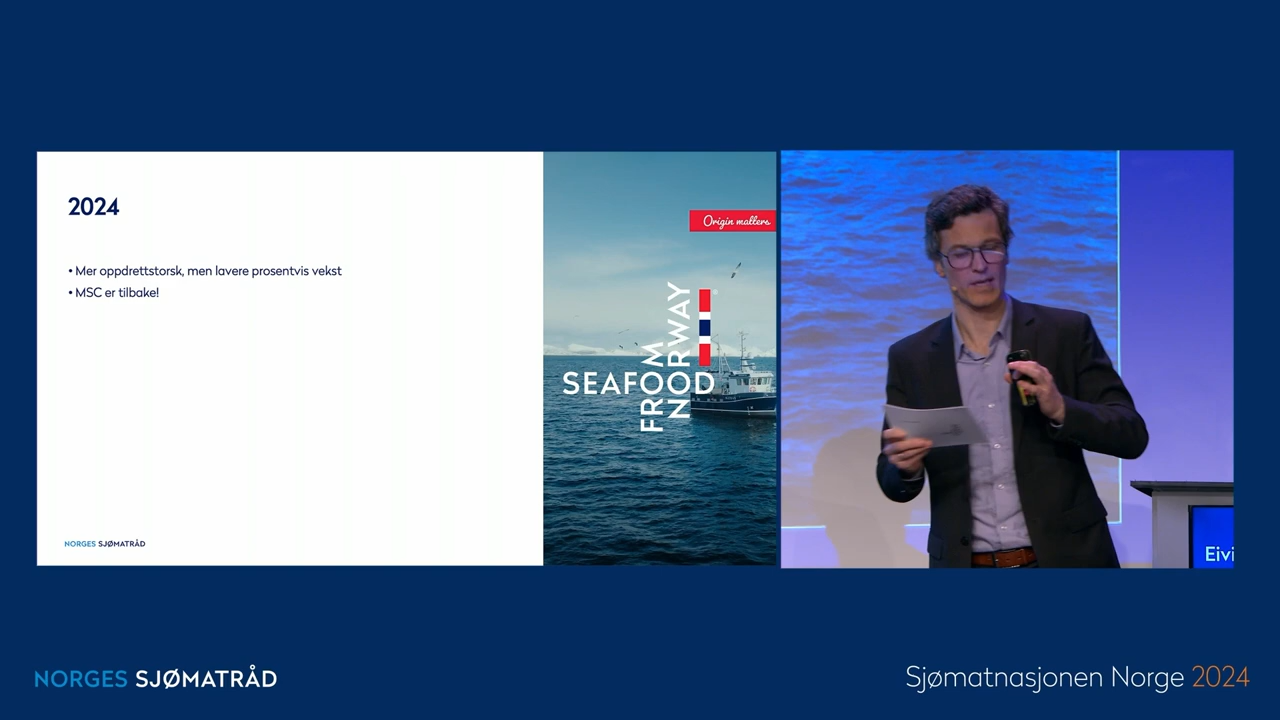 2024
• Mer oppdrettstorsk, men lavere prosentvis vekst
• MSC er tilbake!
NORGES SJØMATRÅD
Origin matters.
SEAFOOD
FROM
NORWAY
Eivi
NORGES SJØMATRÅD
Sjømatnasjonen Norge 2024